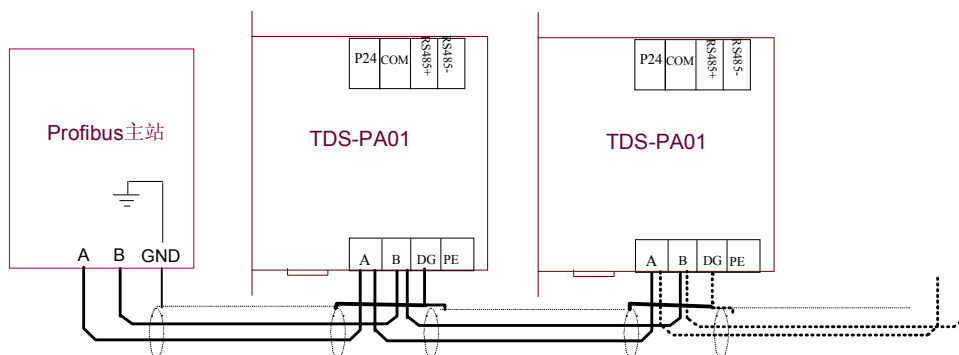 P24 COM RS485+ RS485-
P24 COM RS485+ RS485-
Profibus主站
TDS-PA01
TDS-PA01
A B GND
A B DG PE
A B DG PE